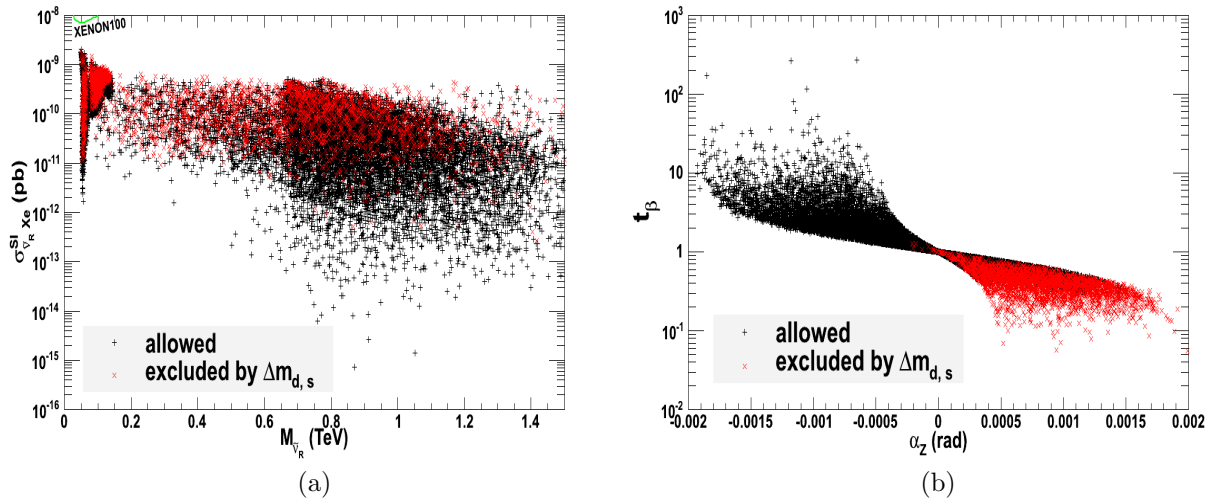 10⁻⁸
10⁻⁹
10⁻¹⁰
10⁻¹¹
10⁻¹²
10⁻¹³
10⁻¹⁴
10⁻¹⁵
10⁻¹⁶
XENON100
σ^SI_ν̃_R Xe (pb)
+ allowed
× excluded by Δm_d, s
0 0.2 0.4 0.6 0.8 1 1.2 1.4
M_ν̃_R (TeV)
(a)
10³
10²
10
1
10⁻¹
10⁻²
t_β
+ allowed
× excluded by Δm_d, s
-0.002 -0.0015 -0.001 -0.0005 0 0.0005 0.001 0.0015 0.002
α_Z (rad)
(b)